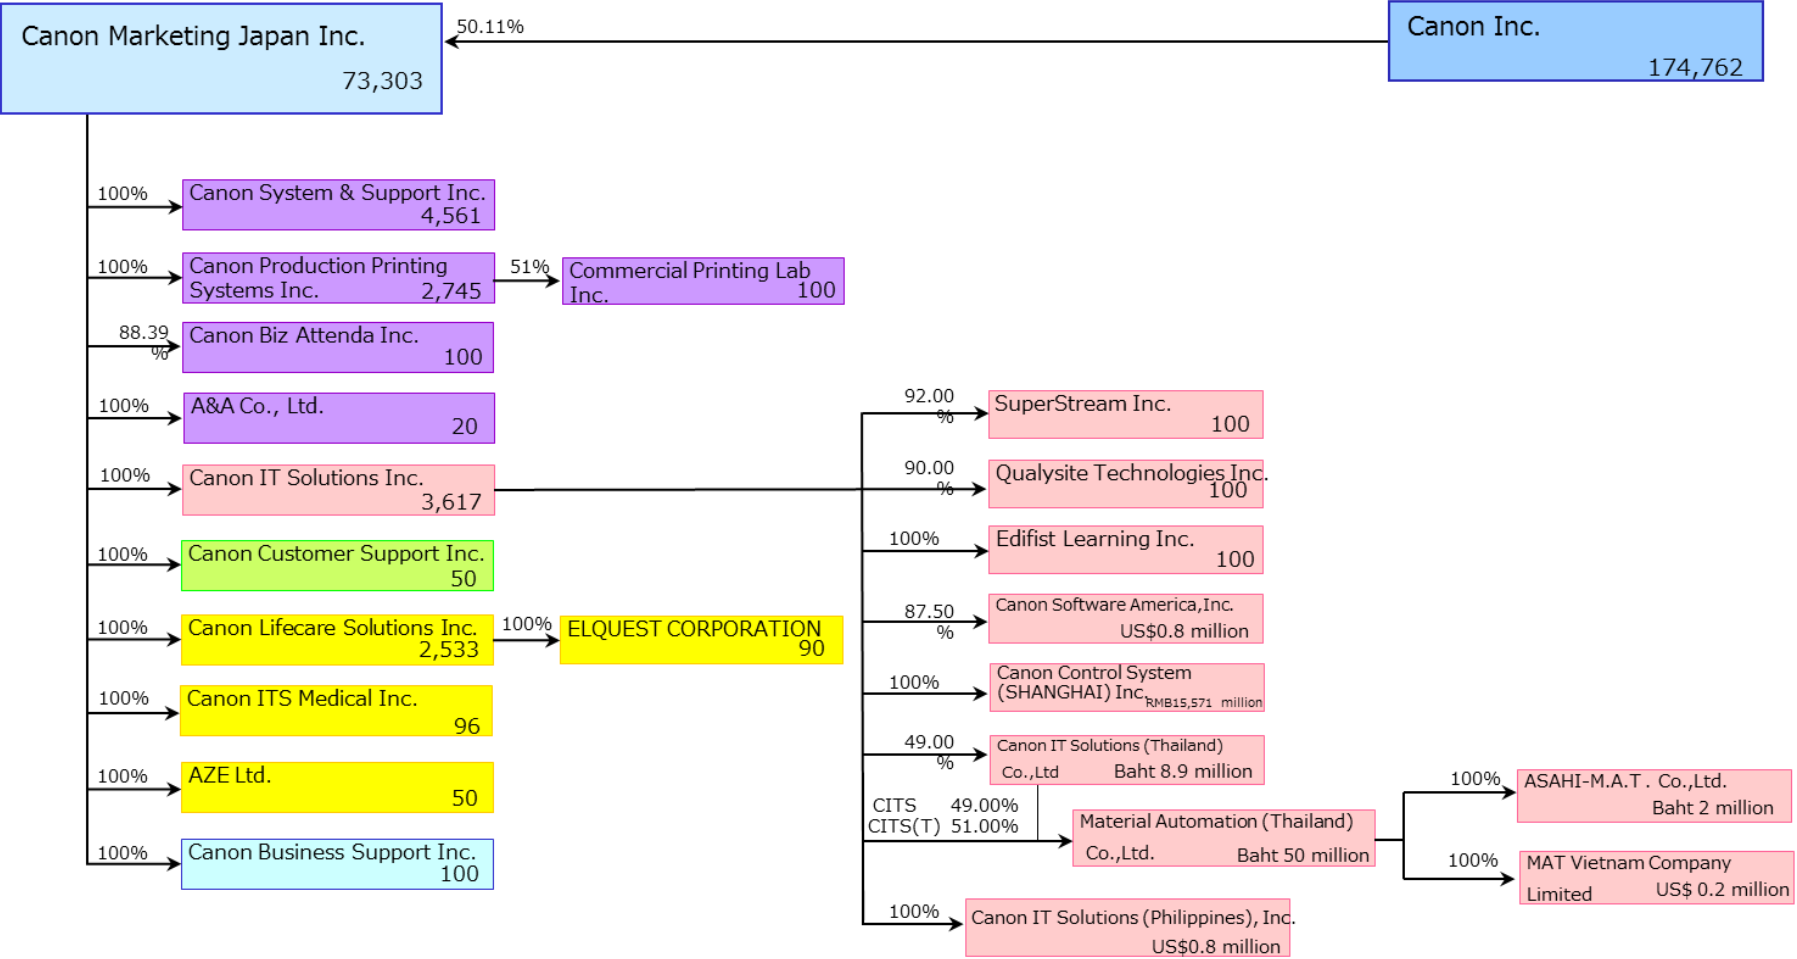 Canon Marketing Japan Inc.
73,303
50.11%
Canon Inc.
174,762
100%
Canon System & Support Inc.
4,561
100%
Canon Production Printing
Systems Inc. 2,745
51%
Commercial Printing Lab
Inc. 100
88.39
%
Canon Biz Attenda Inc.
100
100%
A&A Co., Ltd.
20
100%
Canon IT Solutions Inc.
3,617
100%
Canon Customer Support Inc.
50
100%
Canon Lifecare Solutions Inc.
2,533
100%
ELQUEST CORPORATION
90
100%
Canon ITS Medical Inc.
96
100%
AZE Ltd.
50
100%
Canon Business Support Inc.
100
92.00
%
SuperStream Inc.
100
90.00
%
Qualysite Technologies Inc.
100
100%
Edifist Learning Inc.
100
87.50
%
Canon Software America,Inc.
US$0.8 million
100%
Canon Control System
(SHANGHAI) Inc.
RMB15,571 million
49.00
%
Canon IT Solutions (Thailand)
Co.,Ltd Baht 8.9 million
CITS 49.00%
CITS(T) 51.00%
Material Automation (Thailand)
Co.,Ltd. Baht 50 million
100%
ASAHI-M.A.T . Co.,Ltd.
Baht 2 million
100%
MAT Vietnam Company
Limited US$ 0.2 million
100%
Canon IT Solutions (Philippines), Inc.
US$0.8 million